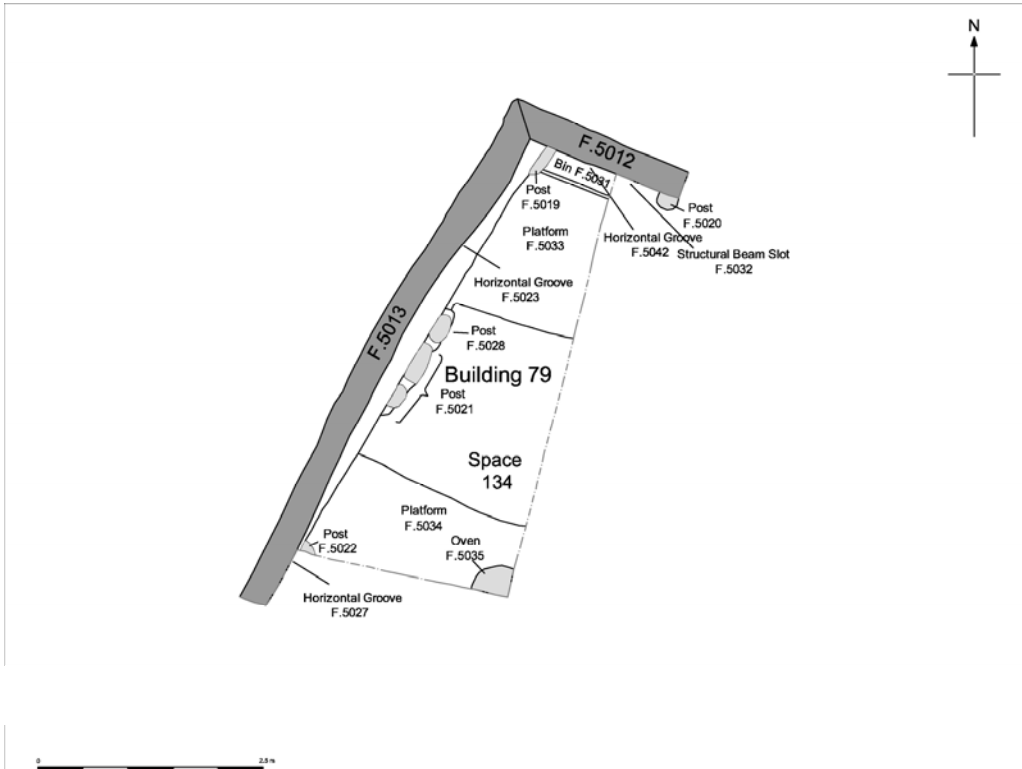 N
F.5012
Bin F.5031
Post
F.5019
Post
F.5020
Platform
F.5033
Horizontal Groove
F.5042
Structural Beam Slot
F.5032
Horizontal Groove
F.5023
F.5013
Post
F.5028
Building 79
Post
F.5021
Space
134
Platform
F.5034
Post
F.5022
Oven
F.5035
Horizontal Groove
F.5027
0
2.5 m